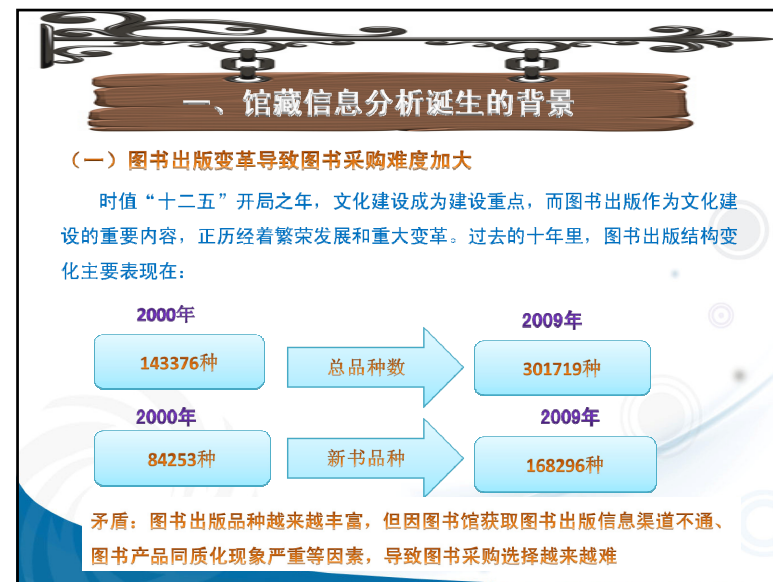 一、馆藏信息分析诞生的背景
（一）图书出版变革导致图书采购难度加大
时值“十二五”开局之年，文化建设成为建设重点，而图书出版作为文化建
设的重要内容，正历经着繁荣发展和重大变革。过去的十年里，图书出版结构变
化主要表现在：
2000年
2009年
143376种
总品种数
301719种
2000年
2009年
84253种
新书品种
168296种
矛盾：图书出版品种越来越丰富，但因图书馆获取图书出版信息渠道不通、
图书产品同质化现象严重等因素，导致图书采购选择越来越难